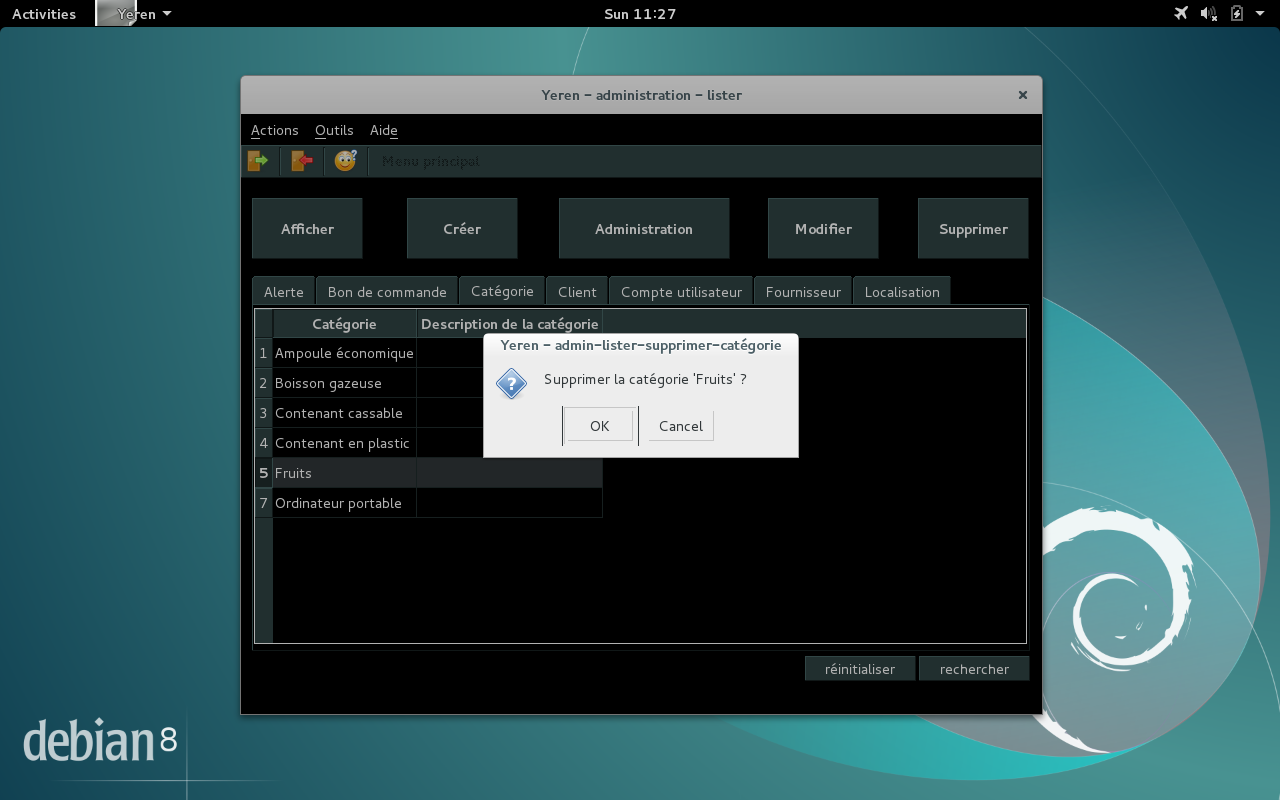 Activities Yeren Sun 11:27
Yeren – administration – lister
Actions Outils Aide
Menu principal
Afficher Créer Administration Modifier Supprimer
Alerte Bon de commande Catégorie Client Compte utilisateur Fournisseur Localisation
Catégorie Description de la catégorie
1 Ampoule économique
2 Boisson gazeuse
3 Contenant cassable
4 Contenant en plastic
5 Fruits
7 Ordinateur portable
Yeren – admin-lister-supprimer-catégorie
Supprimer la catégorie 'Fruits' ?
OK Cancel
réinitialiser rechercher
debian 8